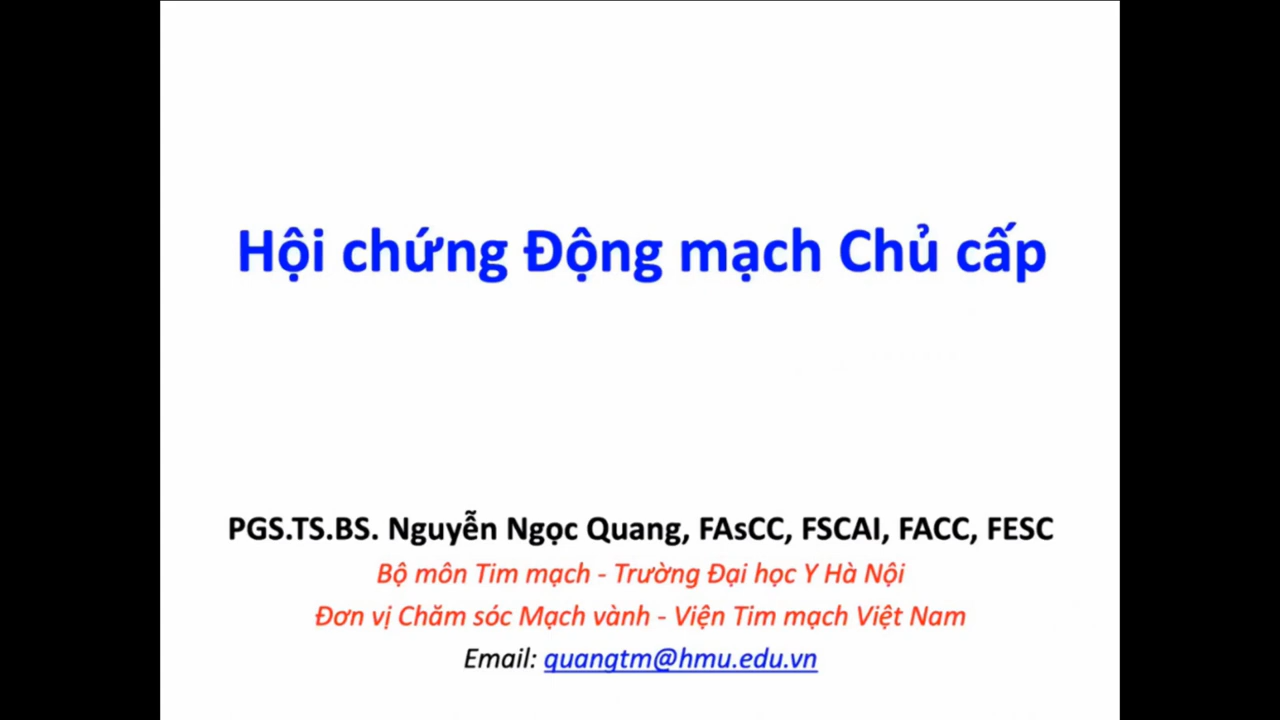 Hội chứng Động mạch Chủ cấp
PGS.TS.BS. Nguyễn Ngọc Quang, FAsCC, FSCAI, FACC, FESC
Bộ môn Tim mạch - Trường Đại học Y Hà Nội
Đơn vị Chăm sóc Mạch vành - Viện Tim mạch Việt Nam
Email: quangtm@hmu.edu.vn